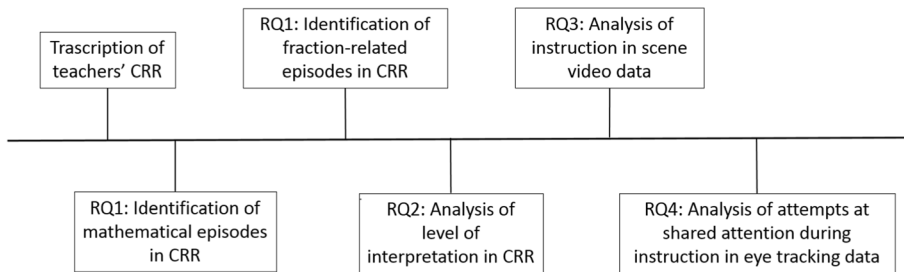 Trascription of
teachers' CRR
RQ1: Identification of
fraction-related
episodes in CRR
RQ3: Analysis of
instruction in scene
video data
RQ1: Identification of
mathematical episodes
in CRR
RQ2: Analysis of
level of
interpretation in CRR
RQ4: Analysis of attempts at
shared attention during
instruction in eye tracking data